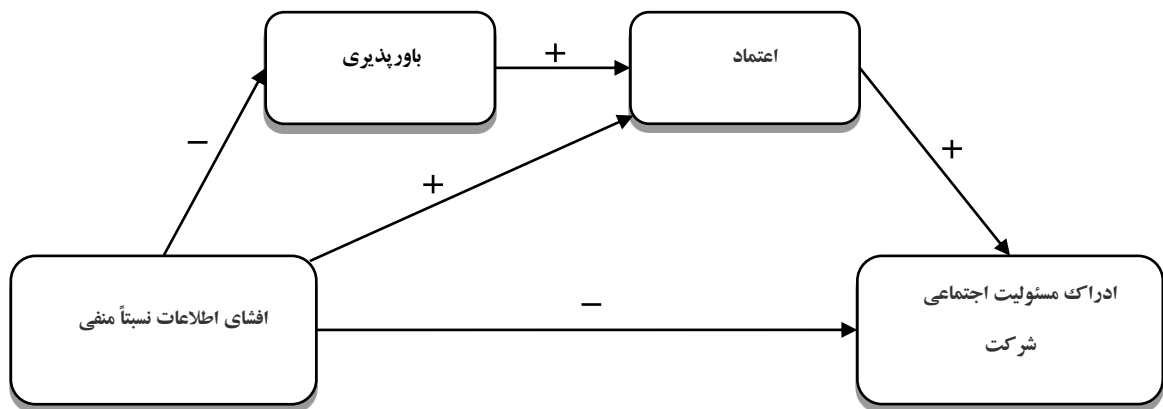 باورپذیری
+
اعتماد
−
+
+
افشای اطلاعات نسبتاً منفی
−
ادراک مسئولیت اجتماعی
شرکت